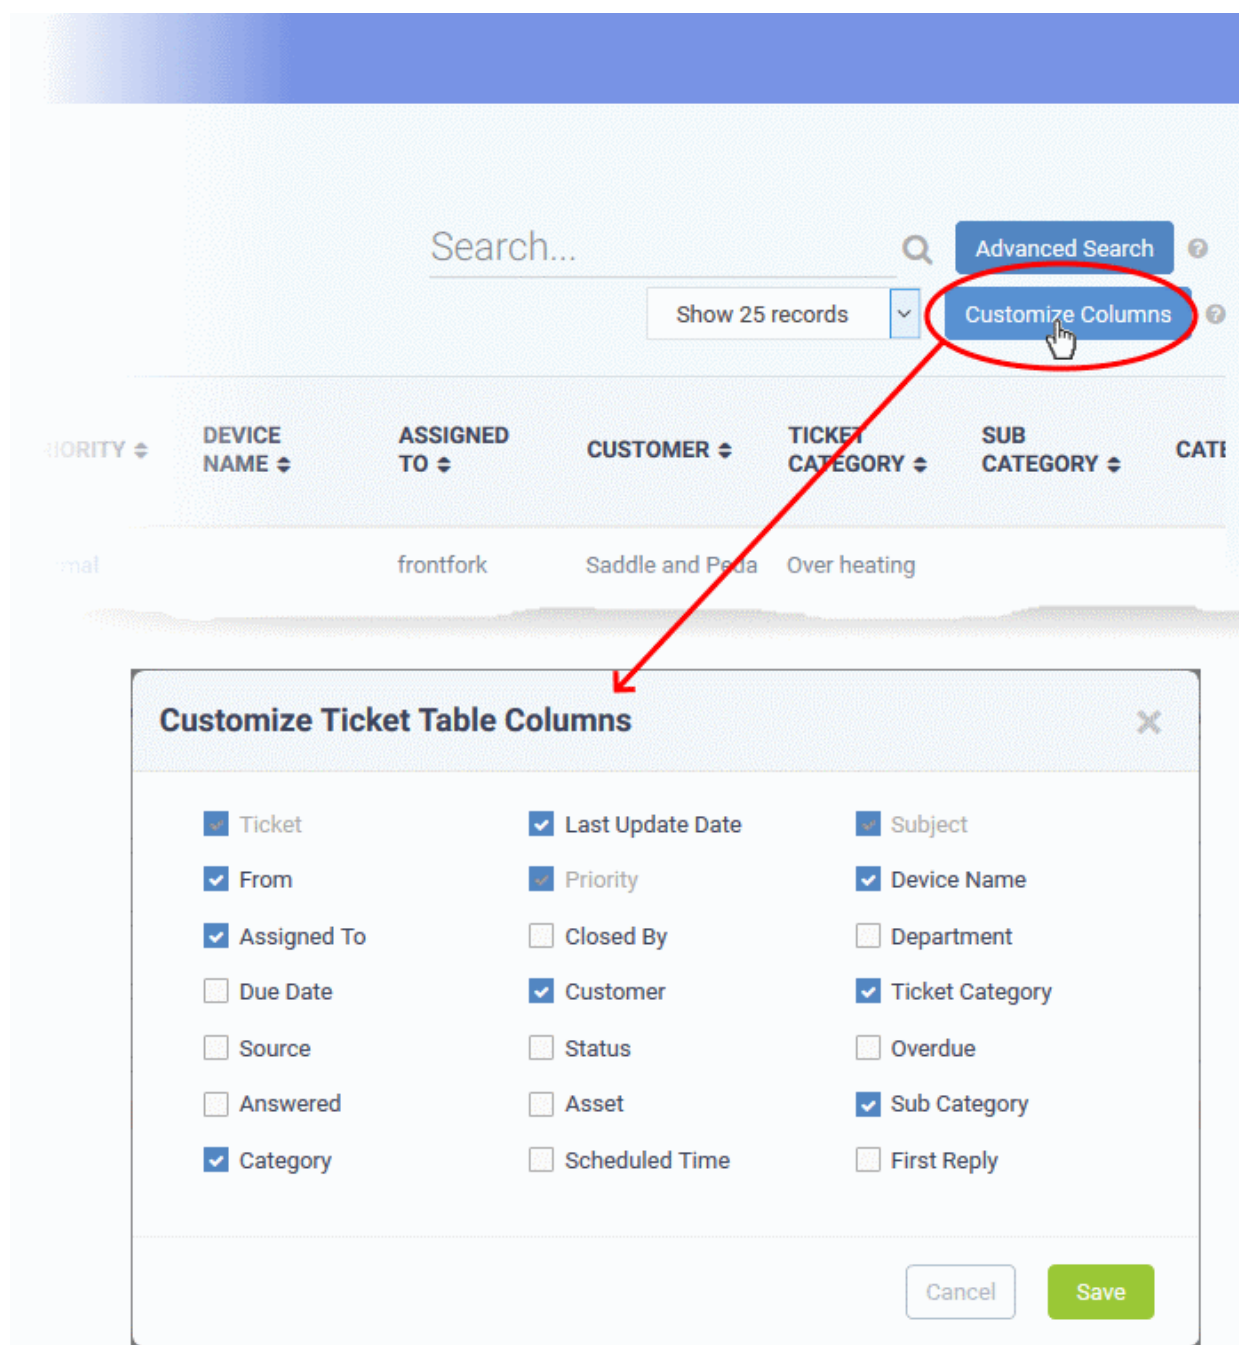 Search...
Advanced Search
Show 25 records
Customize Columns
IORITY
DEVICE NAME
ASSIGNED TO
CUSTOMER
TICKET CATEGORY
SUB CATEGORY
CATE
mal
frontfork
Saddle and Peda
Over heating
Customize Ticket Table Columns
Ticket
Last Update Date
Subject
From
Priority
Device Name
Assigned To
Closed By
Department
Due Date
Customer
Ticket Category
Source
Status
Overdue
Answered
Asset
Sub Category
Category
Scheduled Time
First Reply
Cancel
Save